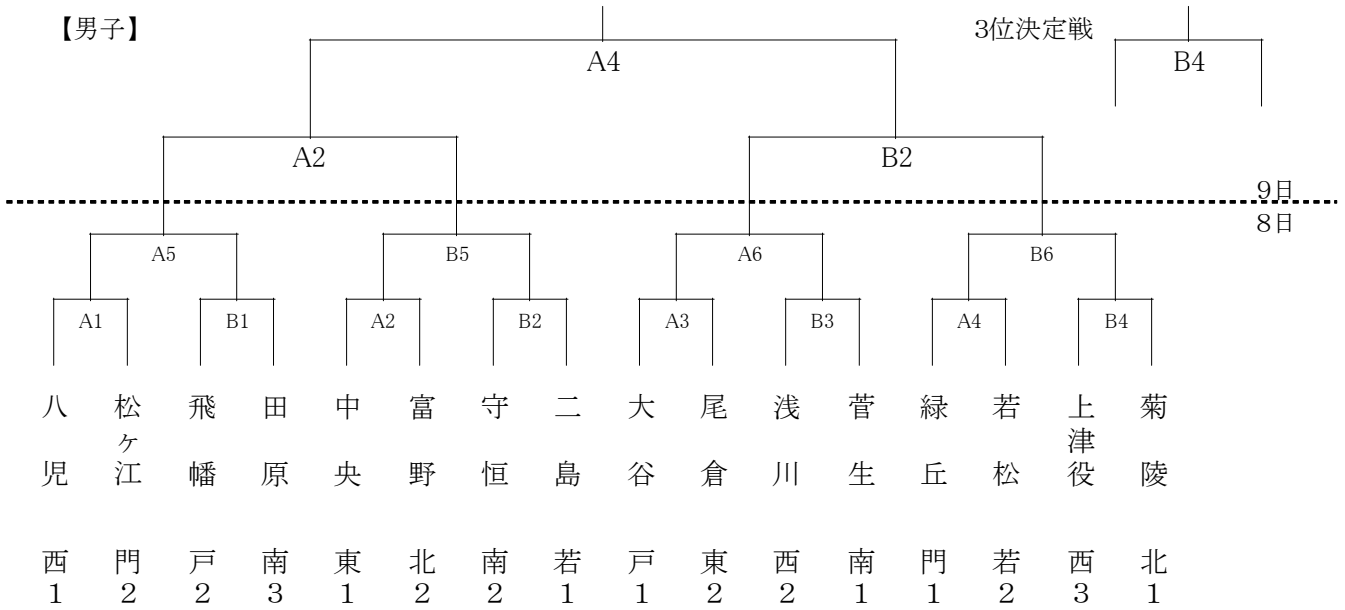 【男子】 3位決定戦
A4 B4
A2 B2
9日
8日
A5 B5 A6 B6
A1 B1 A2 B2 A3 B3 A4 B4
八児 松ヶ江 飛幡 田原 中央 富野 守恒 二島 大谷 尾倉 浅川 菅生 緑丘 若松 上津役 菊陵
西 門 戸 南 東 北 南 若 戸 東 西 南 門 若 西 北
1 2 2 3 1 2 2 1 1 2 2 1 1 2 3 1